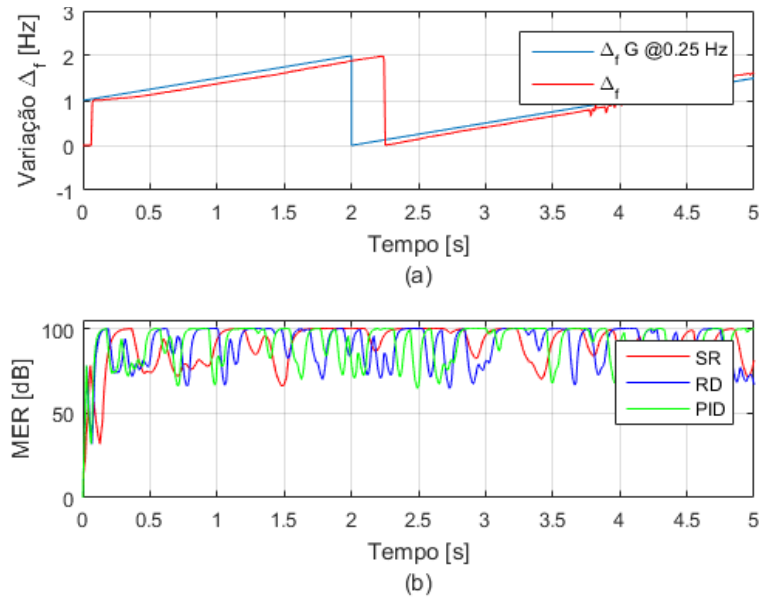 3
2
1
0
-1
Variação Δf [Hz]
Δf G @0.25 Hz
Δf
0 0.5 1 1.5 2 2.5 3 3.5 4 4.5 5
Tempo [s]
(a)
100
50
0
MER [dB]
SR
RD
PID
0 0.5 1 1.5 2 2.5 3 3.5 4 4.5 5
Tempo [s]
(b)